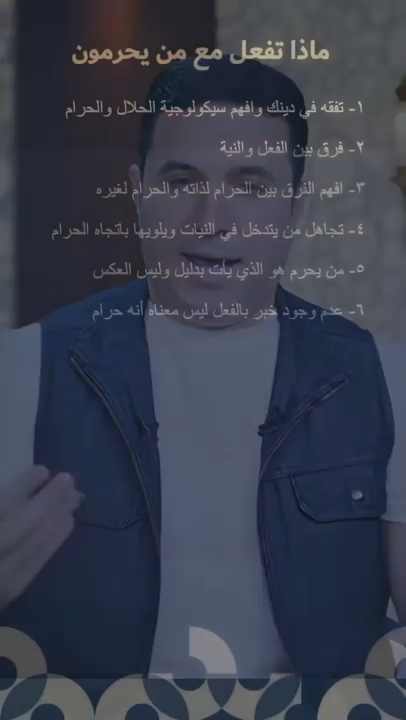 ماذا تفعل مع من يحرمون
١- تفقه في دينك وافهم سيكولوجية الحلال والحرام
٢- فرق بين الفعل والنية
٣- افهم الفرق بين الحرام لذاته والحرام لغيره
٤- تجاهل من يتدخل في النيات ويلويها باتجاه الحرام
٥- من يحرم هو الذي يأت بدليل وليس العكس
٦- عدم وجود خبر بالفعل ليس معناه أنه حرام